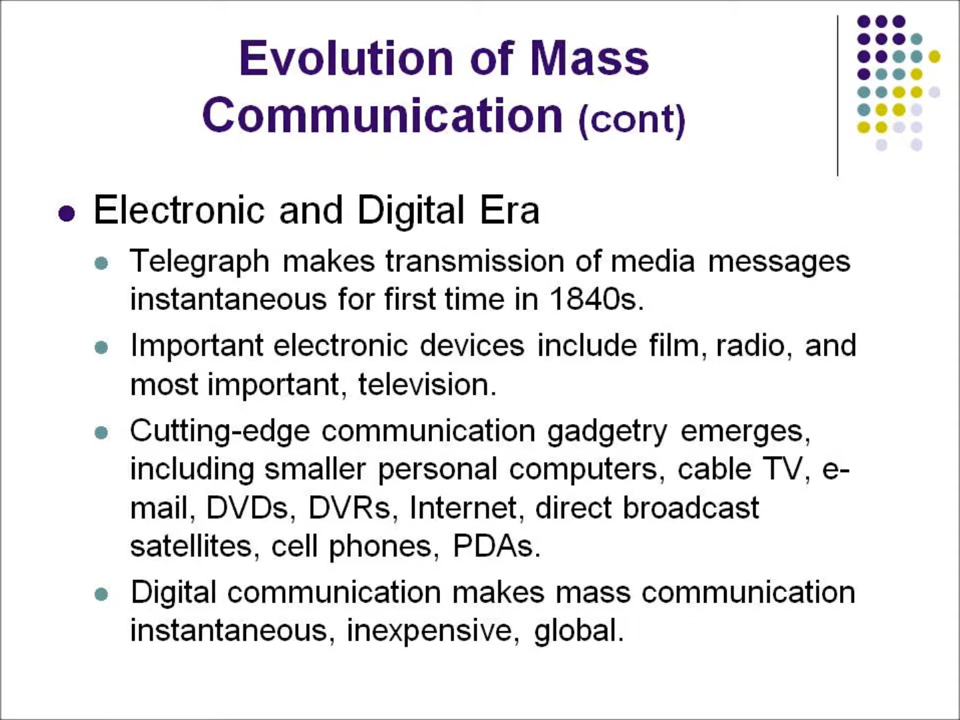 Evolution of Mass
Communication (cont)
Electronic and Digital Era
Telegraph makes transmission of media messages
instantaneous for first time in 1840s.
Important electronic devices include film, radio, and
most important, television.
Cutting-edge communication gadgetry emerges,
including smaller personal computers, cable TV, e-
mail, DVDs, DVRs, Internet, direct broadcast
satellites, cell phones, PDAs.
Digital communication makes mass communication
instantaneous, inexpensive, global.